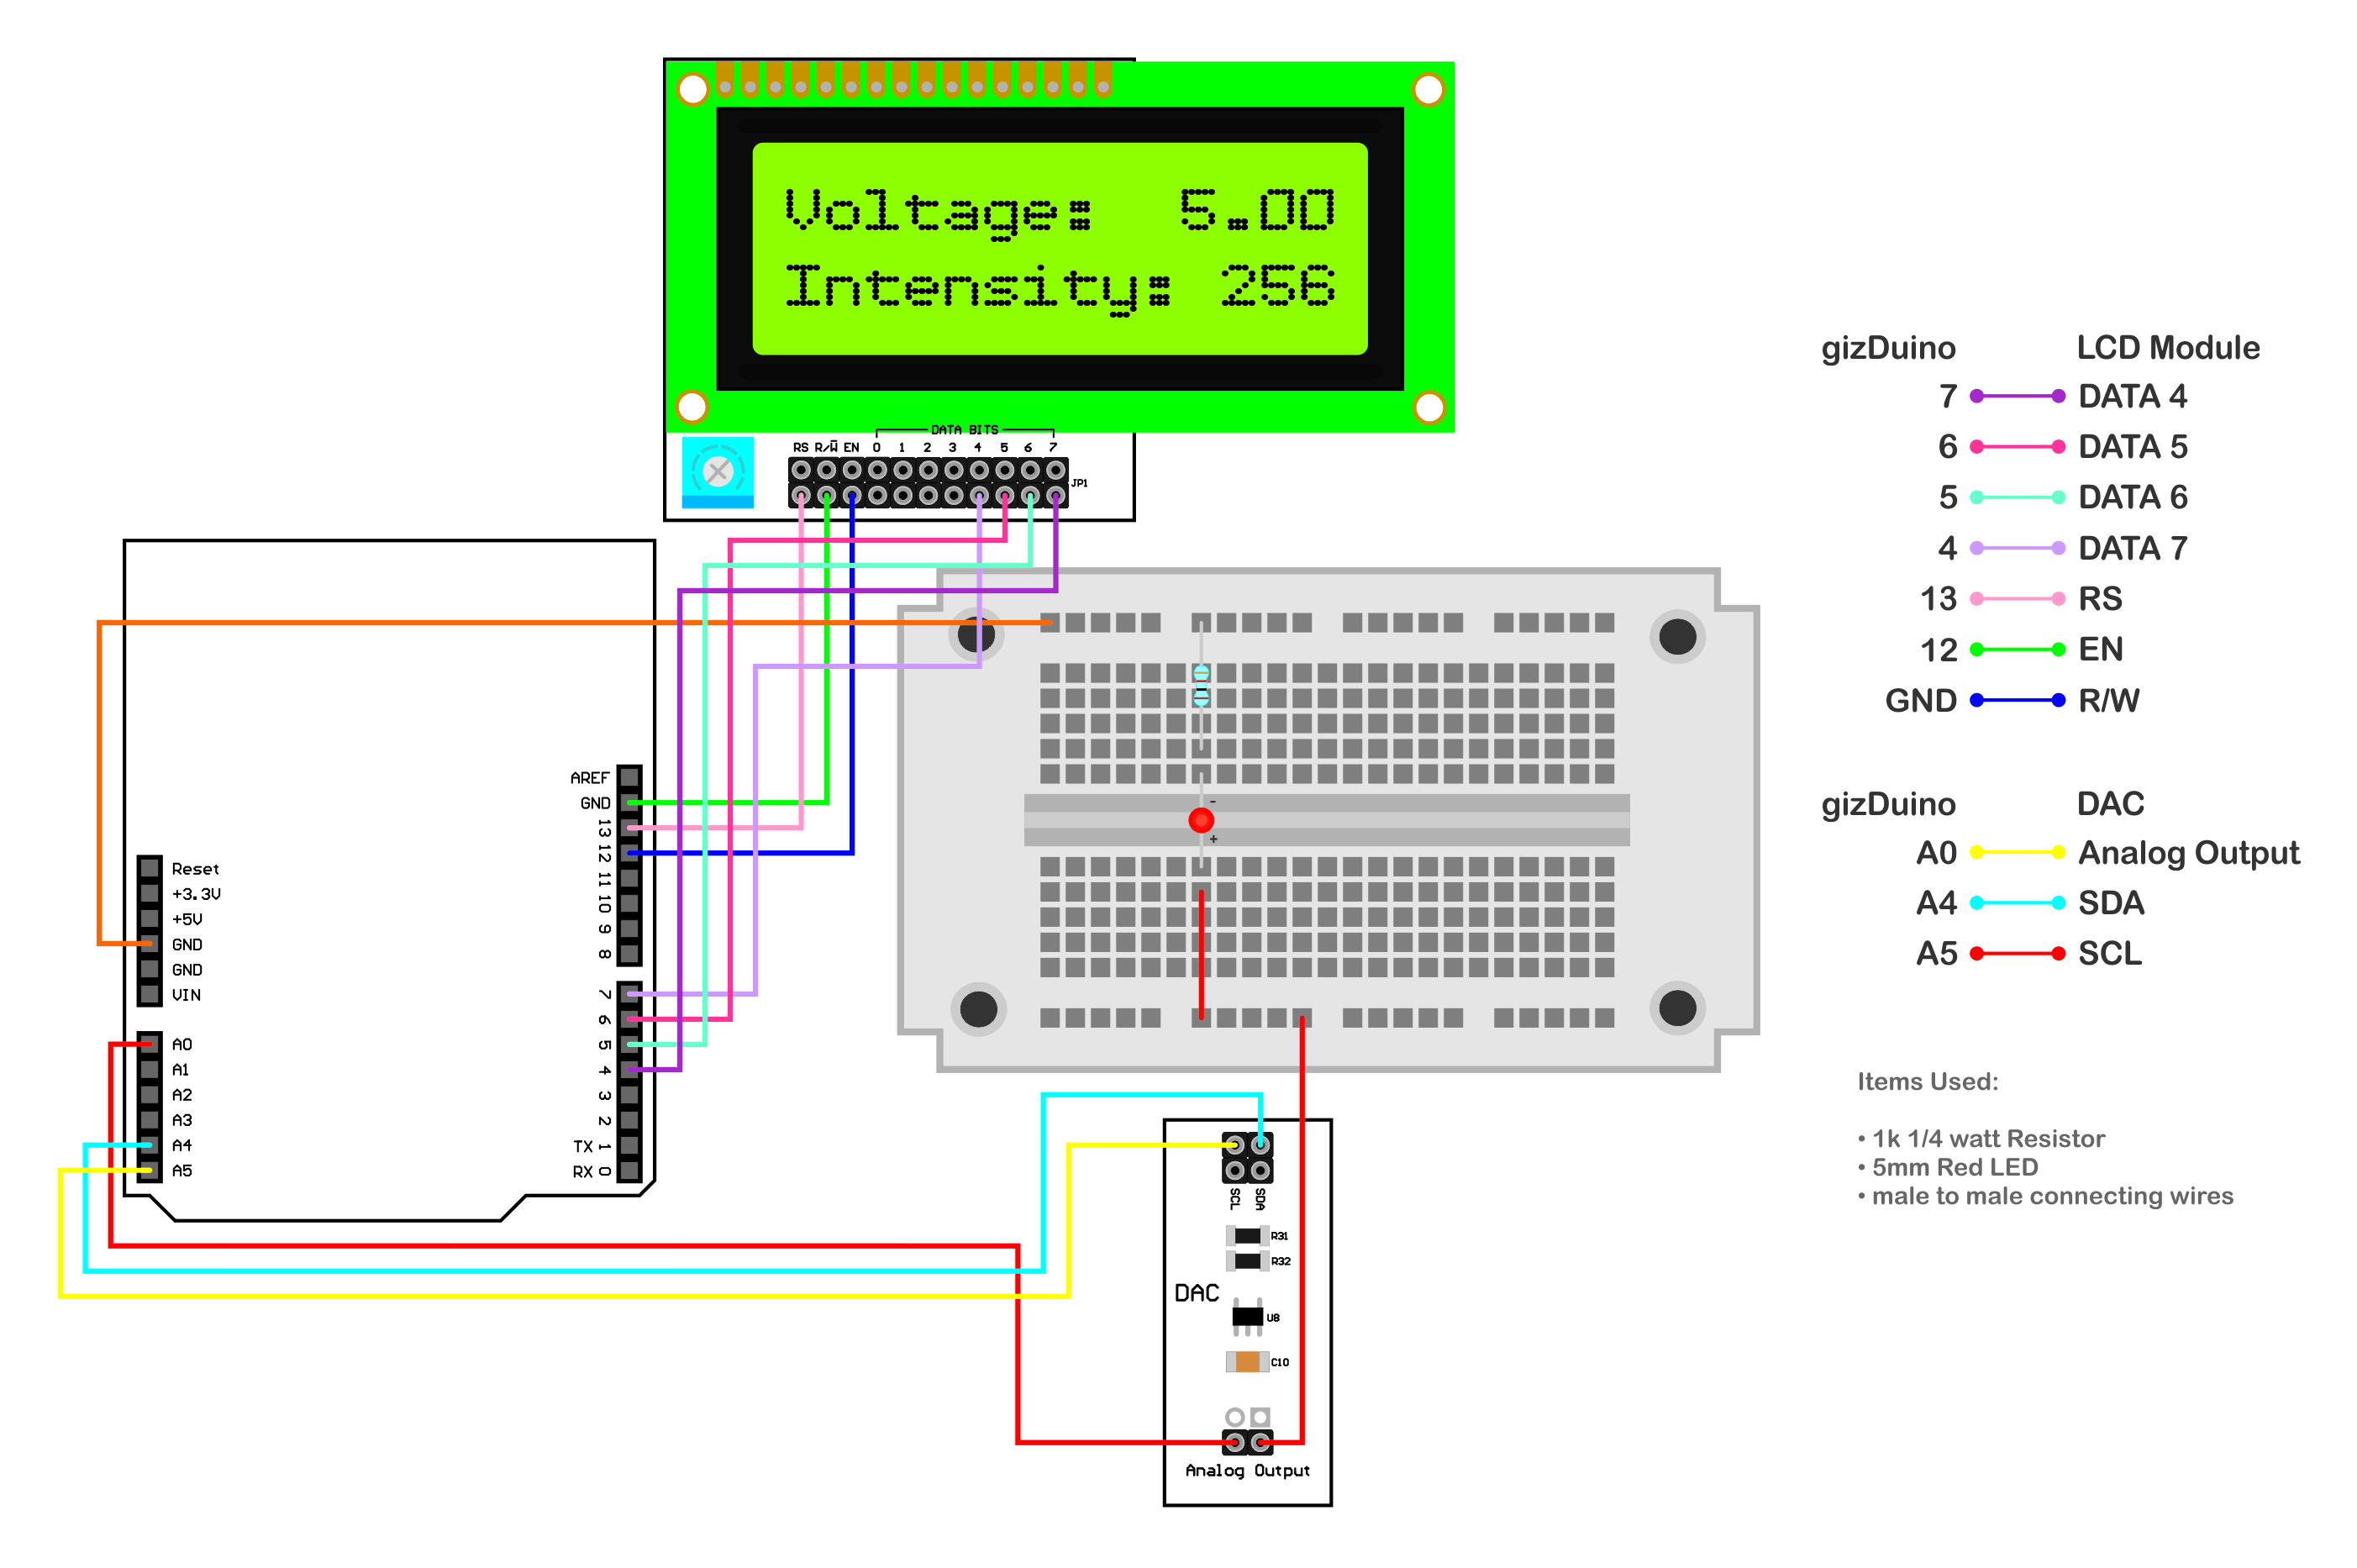 Voltage: 5.00
Intensity: 256
DATA BITS
RS R/W̅ EN 0 1 2 3 4 5 6 7
JP1
AREF
GND
13
12
11
10
9
8
7
6
5
4
3
2
TX 1
RX 0
Reset
+3.3V
+5V
GND
GND
VIN
A0
A1
A2
A3
A4
A5
-
+
SCL SDA
R31
R32
DAC
U8
C10
Analog Output
gizDuino LCD Module
7 DATA 4
6 DATA 5
5 DATA 6
4 DATA 7
13 RS
12 EN
GND R/W
gizDuino DAC
A0 Analog Output
A4 SDA
A5 SCL
Items Used:
• 1k 1/4 watt Resistor
• 5mm Red LED
• male to male connecting wires